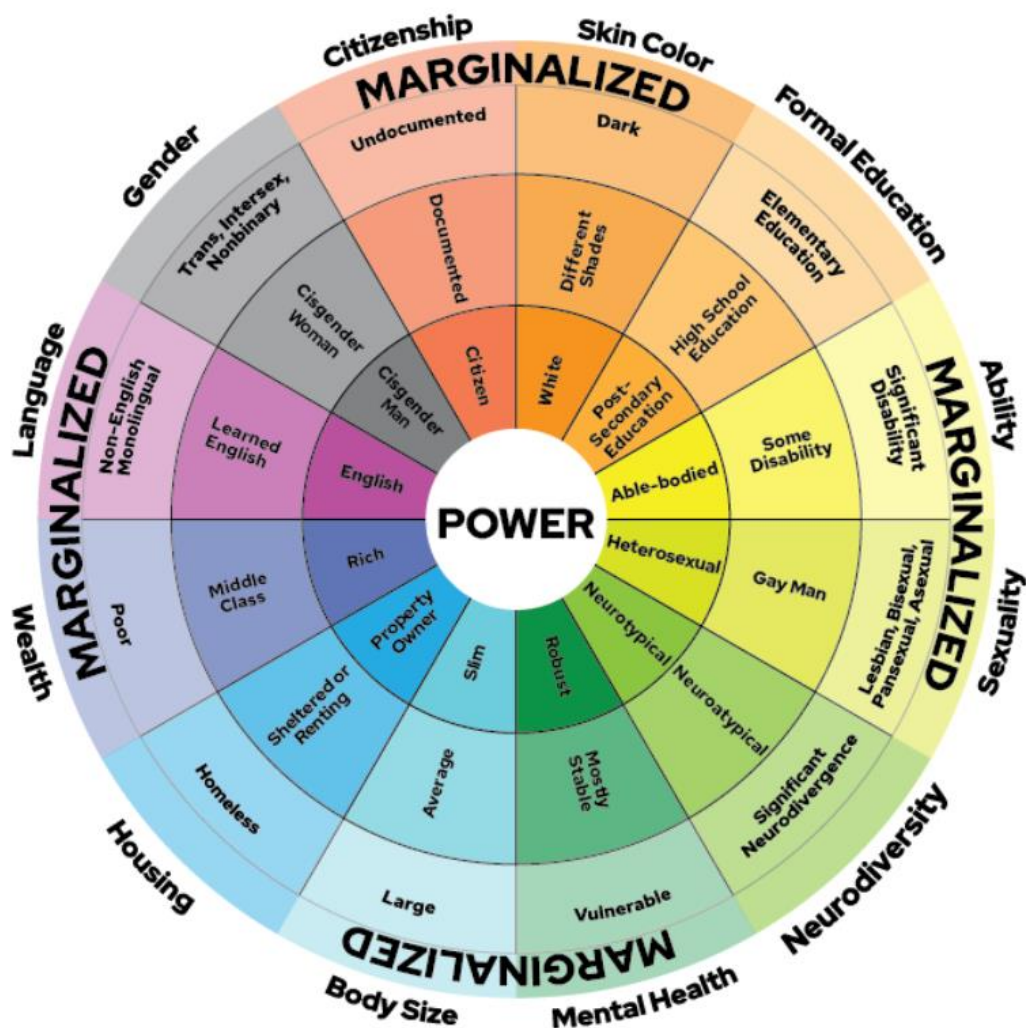 Citizenship
MARGINALIZED
Undocumented
Documented
Citizen
Skin Color
Dark
Different
Shades
White
Formal Education
Elementary
Education
High School
Education
Post-
Secondary
Education
Ability
MARGINALIZED
Significant
Disability
Some
Disability
Able-bodied
Sexuality
Lesbian, Bisexual,
Pansexual, Asexual
Gay Man
Heterosexual
Neurodiversity
Significant
Neurodivergence
Neuroatypical
Neurotypical
Mental Health
MARGINALIZED
Vulnerable
Mostly
Stable
Robust
Body Size
Large
Average
Slim
Housing
Homeless
Sheltered or
Renting
Property
Owner
Wealth
MARGINALIZED
Poor
Middle
Class
Rich
Language
Non-English
Monolingual
Learned
English
English
Gender
Trans, Intersex,
Nonbinary
Cisgender
Woman
Cisgender
Man
POWER